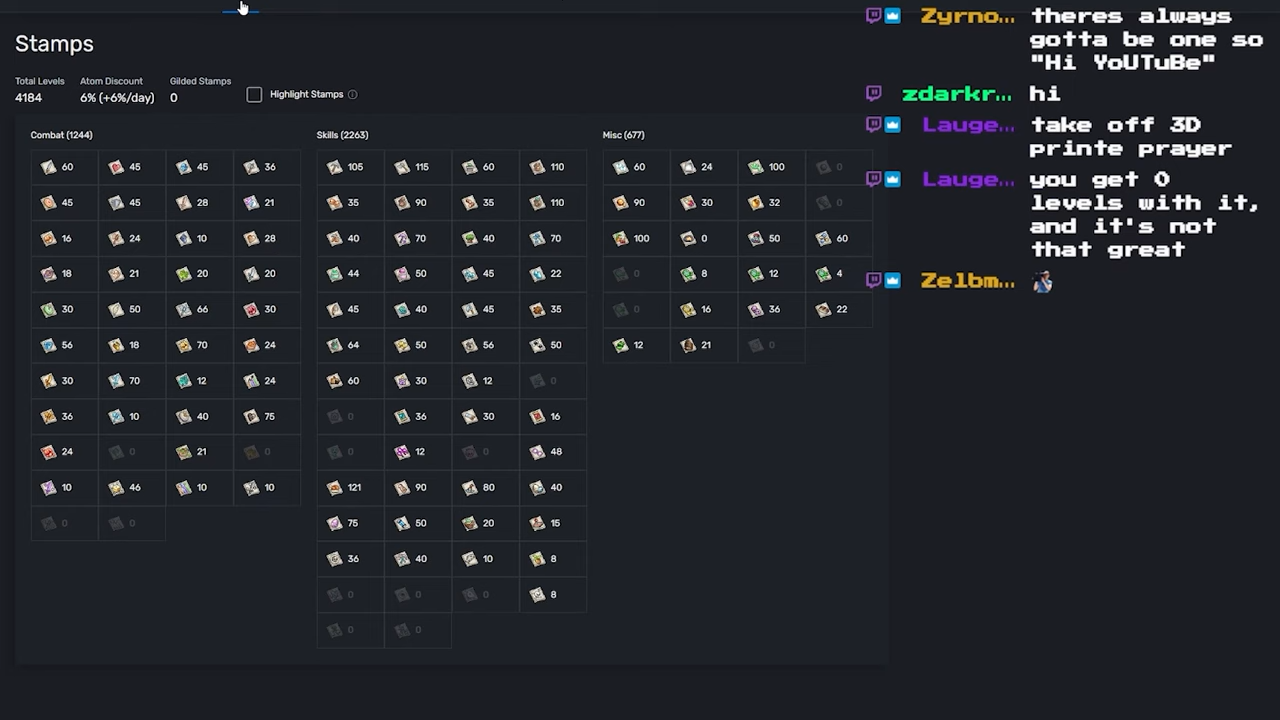 Stamps
Total Levels Atom Discount Gilded Stamps
4184 6% (+6%/day) 0 Highlight Stamps
Combat (1244)
60 45 45 36
45 45 28 21
16 24 10 28
18 21 20 20
30 50 66 30
56 18 70 24
30 70 12 24
36 10 40 75
24 0 21 0
10 46 10 10
0 0
Skills (2263)
105 115 60 110
35 90 35 110
40 70 40 70
44 50 45 22
45 40 45 35
64 50 56 50
60 30 12 0
0 36 30 16
0 12 0 48
121 90 80 40
75 50 20 15
36 40 10 8
0 0 0 8
0 0
Misc (677)
60 24 100 0
90 30 32 0
100 0 50 60
0 8 12 4
0 16 36 22
12 21 0
Zyrno... theres always
gotta be one so
"Hi YoUTuBe"
zdarkr... hi
Lauge... take off 3D
printe prayer
Lauge... you get 0
levels with it,
and it's not
that great
Zelbm...